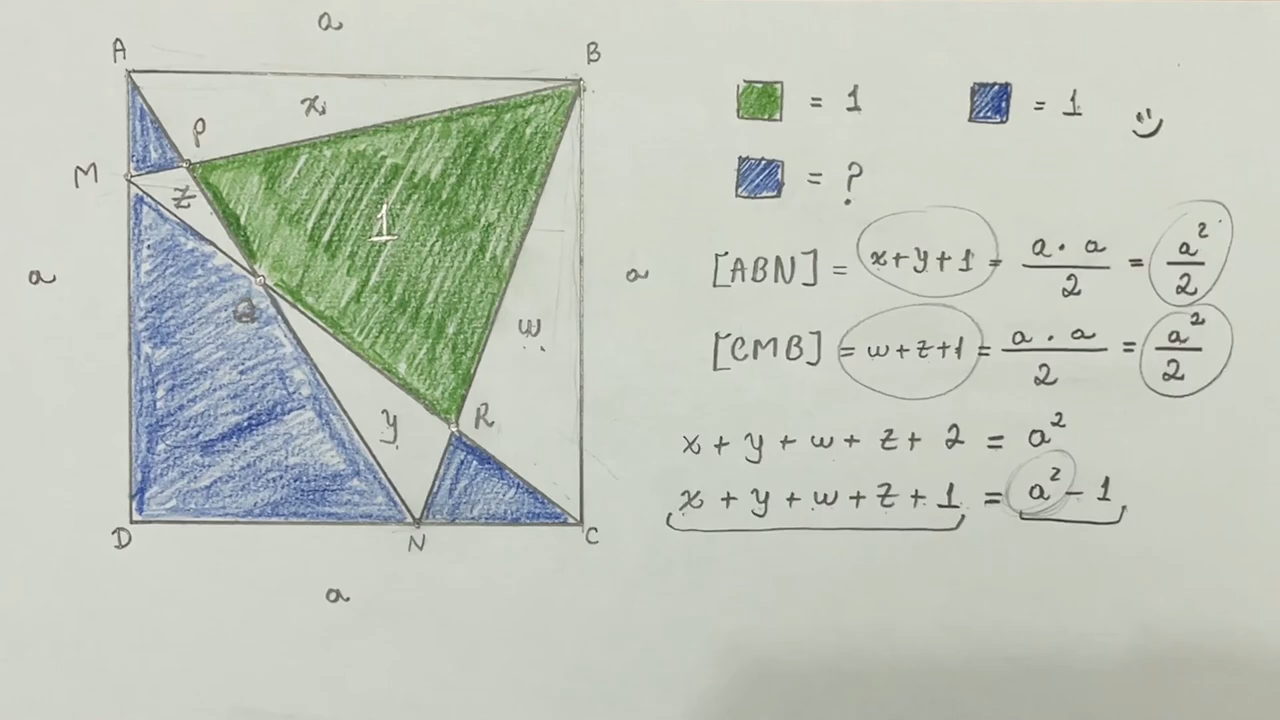 a
A B
x
P
M z 1
a a
Q w
y R
D N C
a
= 1 = 1
= ?
[ABN] = x+y+1 = a · a / 2 = a² / 2
[CMB] = w+z+1 = a · a / 2 = a² / 2
x + y + w + z + 2 = a²
x + y + w + z + 1 = a² - 1